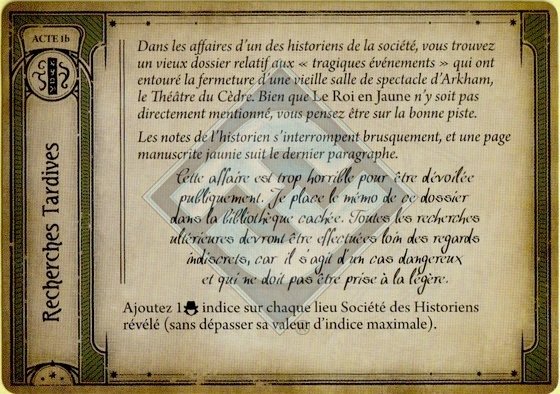 ACTE 1b
Recherches Tardives
Dans les affaires d'un des historiens de la société, vous trouvez
un vieux dossier relatif aux « tragiques événements » qui ont
entouré la fermeture d'une vieille salle de spectacle d'Arkham,
le Théâtre du Cèdre. Bien que Le Roi en Jaune n'y soit pas
directement mentionné, vous pensez être sur la bonne piste.
Les notes de l'historien s'interrompent brusquement, et une page
manuscrite jaunie suit le dernier paragraphe.
Cette affaire est trop horrible pour être dévoilée
publiquement. Je place le mémo de ce dossier
dans la bibliothèque cachée. Toutes les recherches
ultérieures devront être effectuées loin des regards
indiscrets, car il s'agit d'un cas dangereux
et qui ne doit pas être prise à la légère.
Ajoutez 1 indice sur chaque lieu Société des Historiens
révélé (sans dépasser sa valeur d'indice maximale).